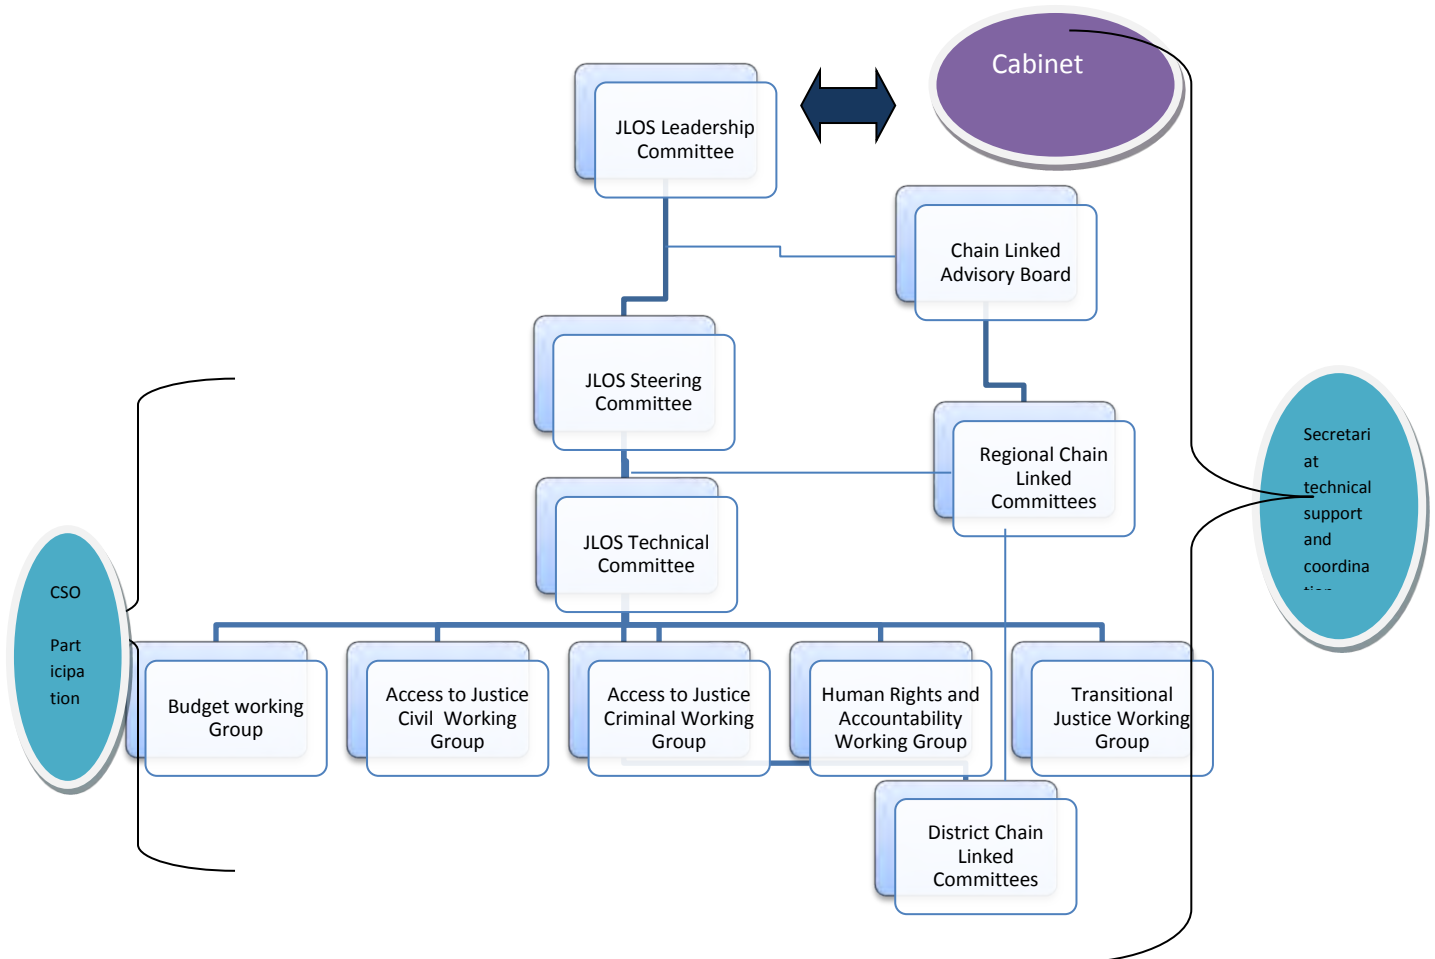 Cabinet
JLOS Leadership
Committee
Chain Linked
Advisory Board
JLOS Steering
Committee
Regional Chain
Linked
Committees
JLOS Technical
Committee
Secretari
at
technical
support
and
coordina
tion
CSO
Part
icipa
tion
Budget working
Group
Access to Justice
Civil Working
Group
Access to Justice
Criminal Working
Group
Human Rights and
Accountability
Working Group
Transitional
Justice Working
Group
District Chain
Linked
Committees